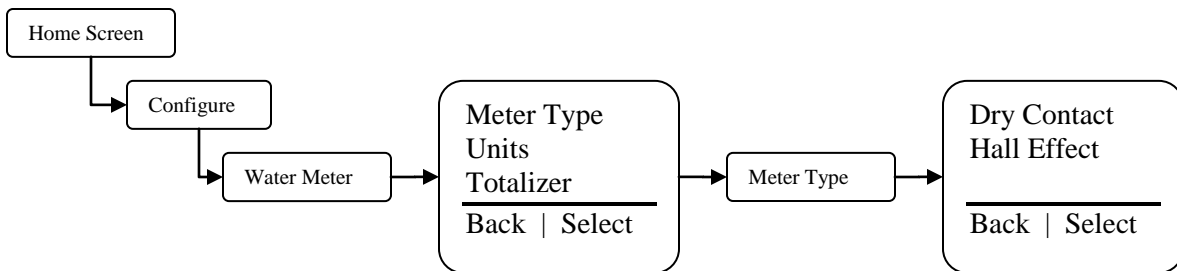 Home Screen
Configure
Water Meter
Meter Type
Units
Totalizer
Back | Select
Meter Type
Dry Contact
Hall Effect
Back | Select